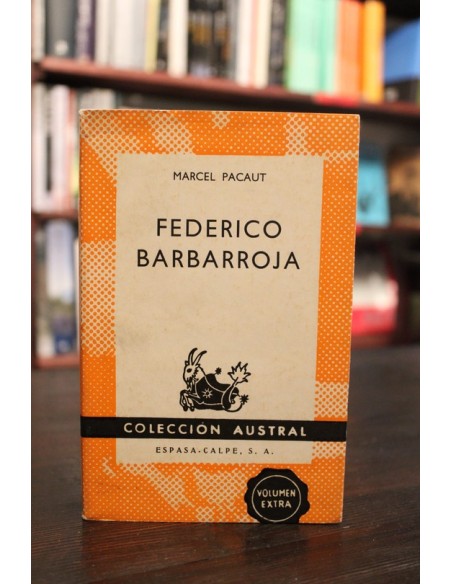 MARCEL PACAUT
FEDERICO
BARBARROJA
COLECCIÓN AUSTRAL
ESPASA-CALPE, S. A.
VOLUMEN
EXTRA